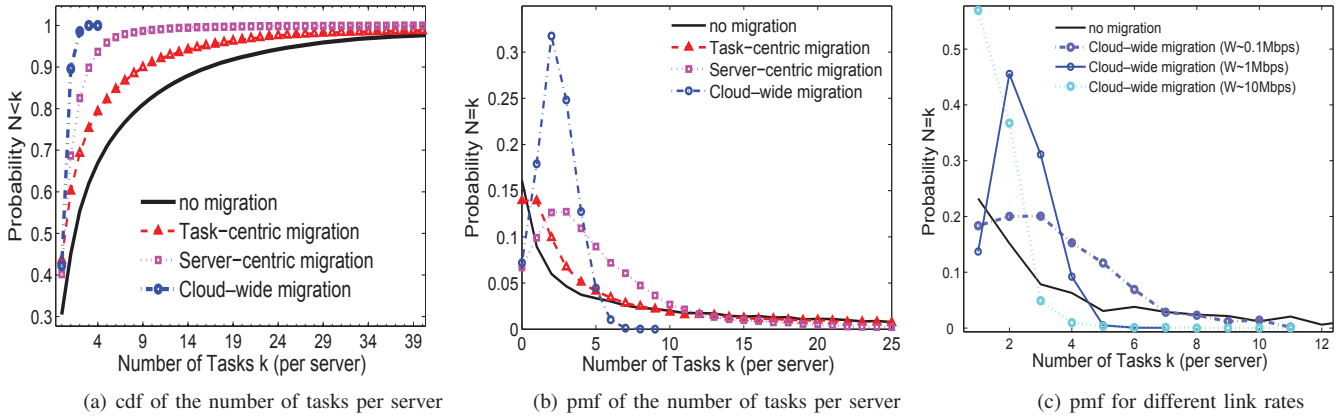 Probability N<k
1
0.9
0.8
0.7
0.6
0.5
0.4
0.3
no migration
Task-centric migration
Server-centric migration
Cloud-wide migration
4 9 14 19 24 29 34 39
Number of Tasks k (per server)
(a) cdf of the number of tasks per server
Probability N=k
0.3
0.25
0.2
0.15
0.1
0.05
0
no migration
Task-centric migration
Server-centric migration
Cloud-wide migration
0 5 10 15 20 25
Number of Tasks k (per server)
(b) pmf of the number of tasks per server
Probability N=k
0.5
0.4
0.3
0.2
0.1
0
no migration
Cloud-wide migration (W~0.1Mbps)
Cloud-wide migration (W~1Mbps)
Cloud-wide migration (W~10Mbps)
2 4 6 8 10 12
Number of Tasks k (per server)
(c) pmf for different link rates